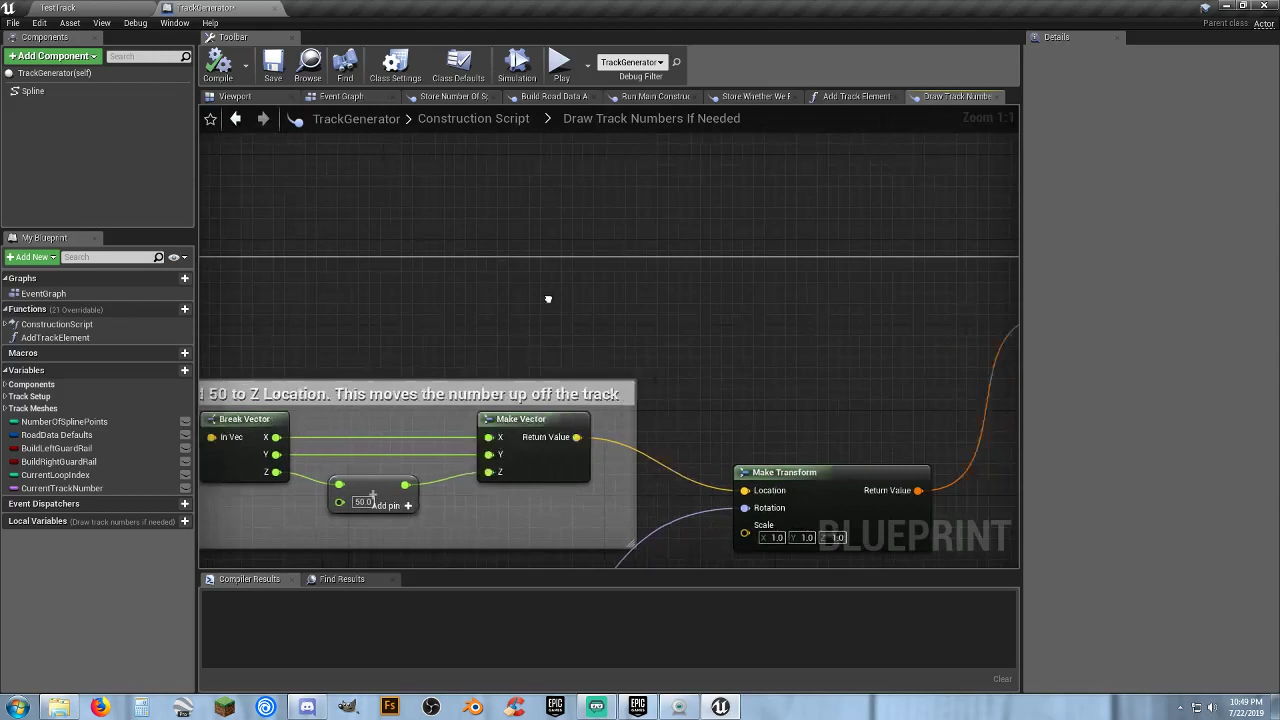 TestTrack
TrackGenerator*
File Edit Asset View Debug Window Help
Parent class: Actor
Components
Toolbar
Details
Add Component
Search
TrackGenerator(self)
Spline
Compile
Save
Browse
Find
Class Settings
Class Defaults
Simulation
Play
TrackGenerator
Debug Filter
Viewport
Event Graph
Store Number Of Sp
Build Road Data A
Run Main Constru
Store Whether We F
Add Track Element
Draw Track Numbe
TrackGenerator > Construction Script > Draw Track Numbers If Needed
Zoom 1:1
My Blueprint
Add New
Search
Graphs
EventGraph
Functions (21 Overridable)
ConstructionScript
AddTrackElement
Macros
Variables
Components
Track Setup
Track Meshes
NumberOfSplinePoints
RoadData Defaults
BuildLeftGuardRail
BuildRightGuardRail
CurrentLoopIndex
CurrentTrackNumber
Event Dispatchers
Local Variables (Draw track numbers if needed)
50 to Z Location. This moves the number up off the track
Break Vector
In Vec
X
Y
Z
50.0
Add pin +
Make Vector
X
Y
Z
Return Value
Make Transform
Location
Rotation
Scale
X 1.0 Y 1.0 Z 1.0
Return Value
BLUEPRINT
Compiler Results
Find Results
Clear
10:49 PM
7/22/2019